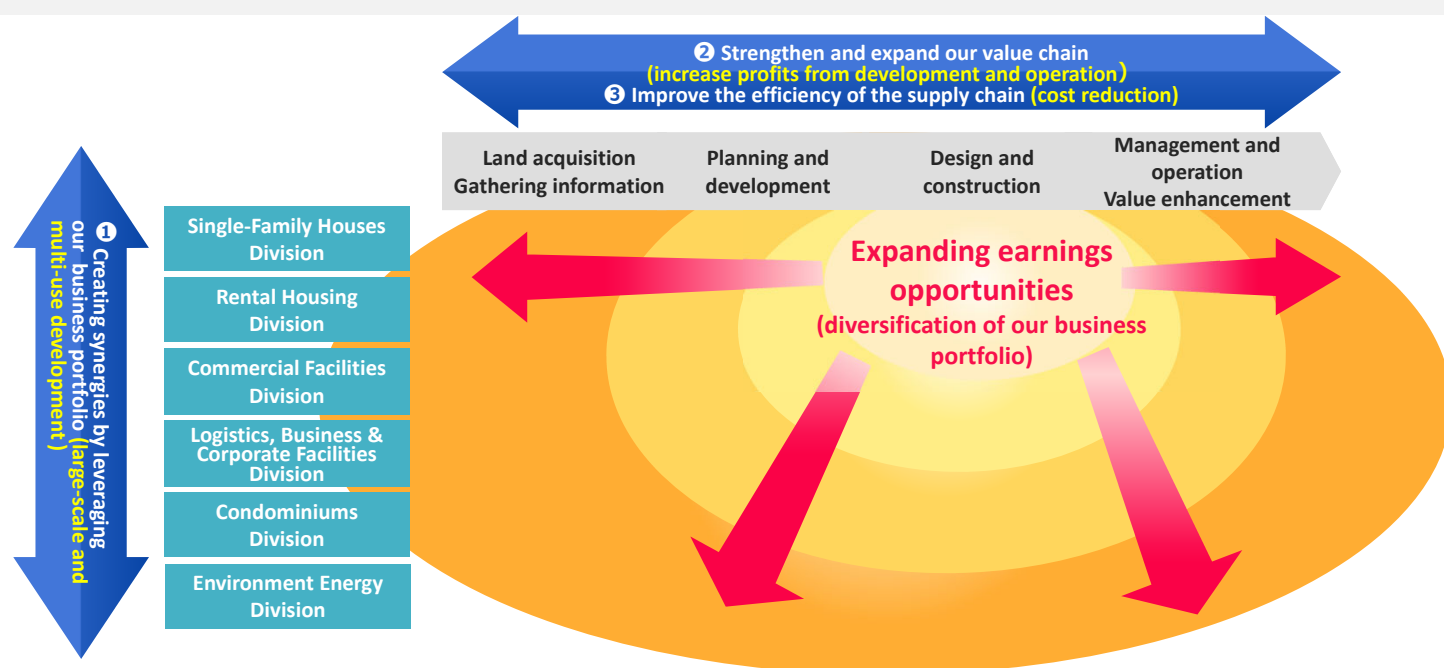 ❷ Strengthen and expand our value chain
(increase profits from development and operation)
❸ Improve the efficiency of the supply chain (cost reduction)
Land acquisition
Gathering information
Planning and
development
Design and
construction
Management and
operation
Value enhancement
❶ Creating synergies by leveraging
our business portfolio (large-scale and
multi-use development )
Single-Family Houses
Division
Rental Housing
Division
Commercial Facilities
Division
Logistics, Business &
Corporate Facilities
Division
Condominiums
Division
Environment Energy
Division
Expanding earnings
opportunities
(diversification of our business
portfolio)